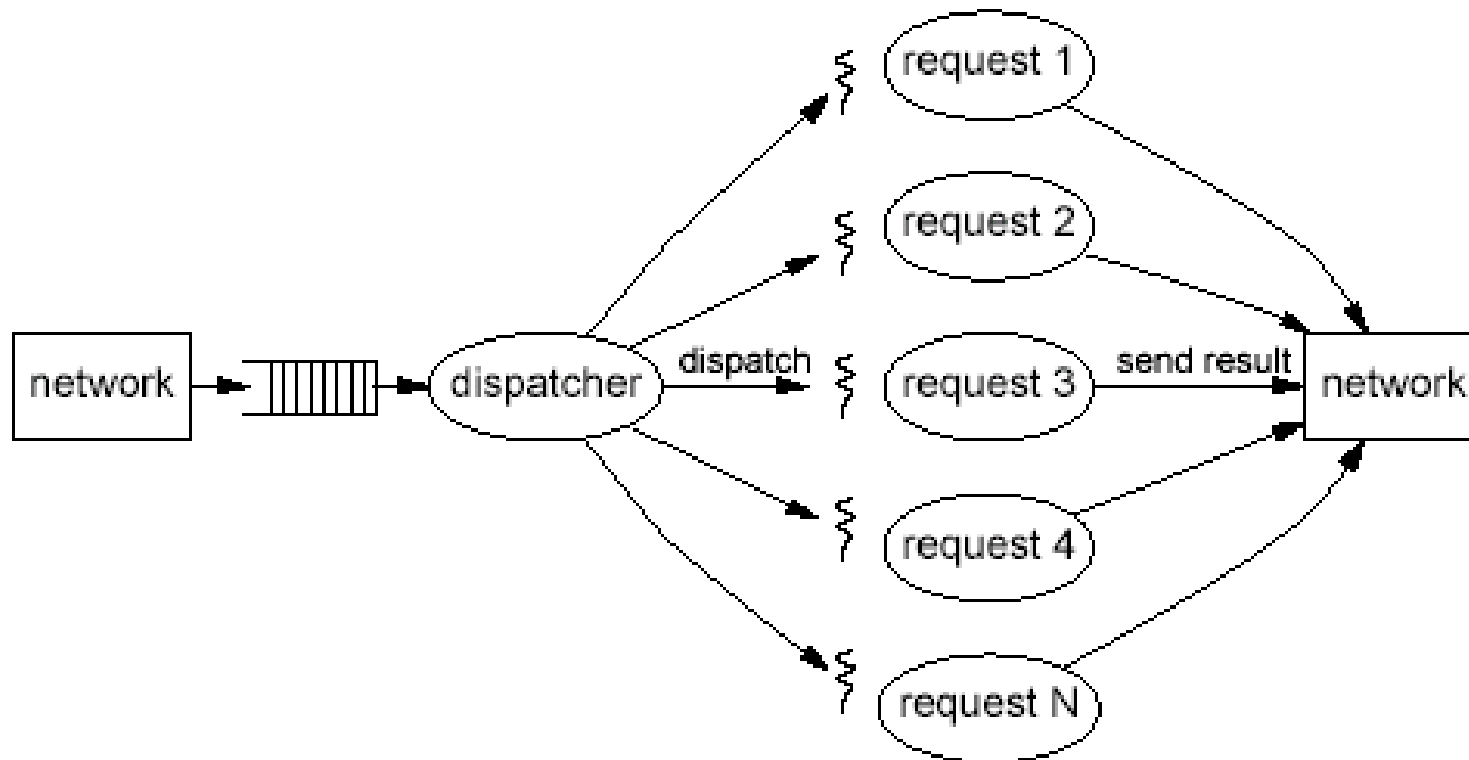 request 1
request 2
network
dispatcher
dispatch
request 3
send result
network
request 4
request N